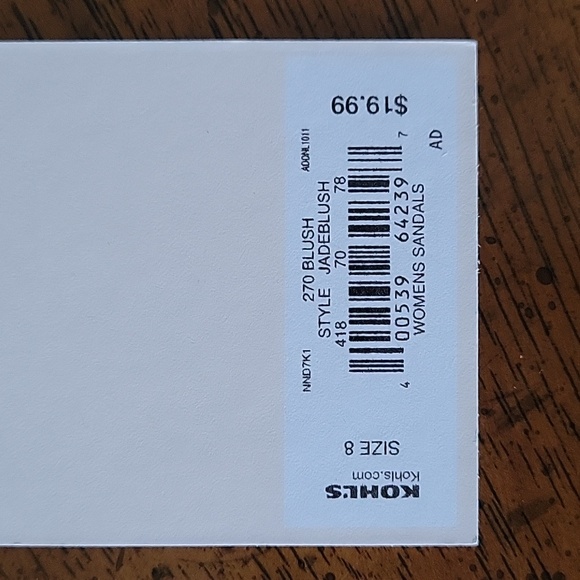 KOHL'S
Kohls.com
SIZE 8
NND7K1
270 BLUSH
ADONL1011
STYLE JADEBLUSH
418 70 78
4 00539 64239 7
WOMENS SANDALS
AD
$19.99